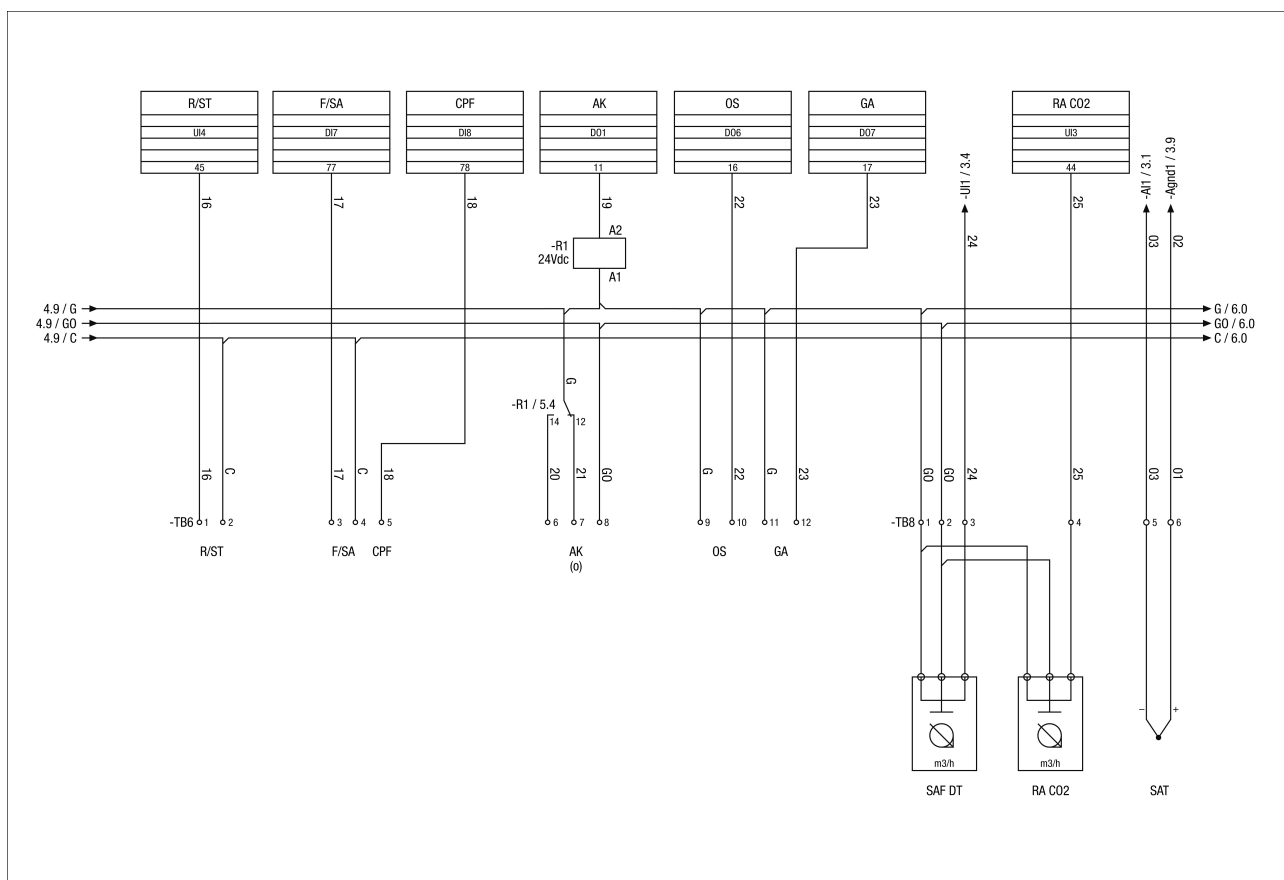 R/ST
F/SA
CPF
AK
OS
GA
RA CO2
UI4
DI7
DI8
DO1
DO6
DO7
UI3
45
77
78
11
16
17
44
-UI1 / 3.4
-AI1 / 3.1
-Agnd1 / 3.9
16
17
18
19
22
23
24
25
03
02
A2
-R1
24Vdc
A1
4.9 / G
G / 6.0
4.9 / GO
GO / 6.0
4.9 / C
C / 6.0
G
-R1 / 5.4
14
12
16
C
17
C
18
20
21
GO
G
22
G
23
GO
GO
24
25
03
01
-TB6
1
2
3
4
5
6
7
8
9
10
11
12
-TB8
1
2
3
4
5
6
R/ST
F/SA
CPF
AK
(o)
OS
GA
–
+
m3/h
m3/h
SAF DT
RA CO2
SAT